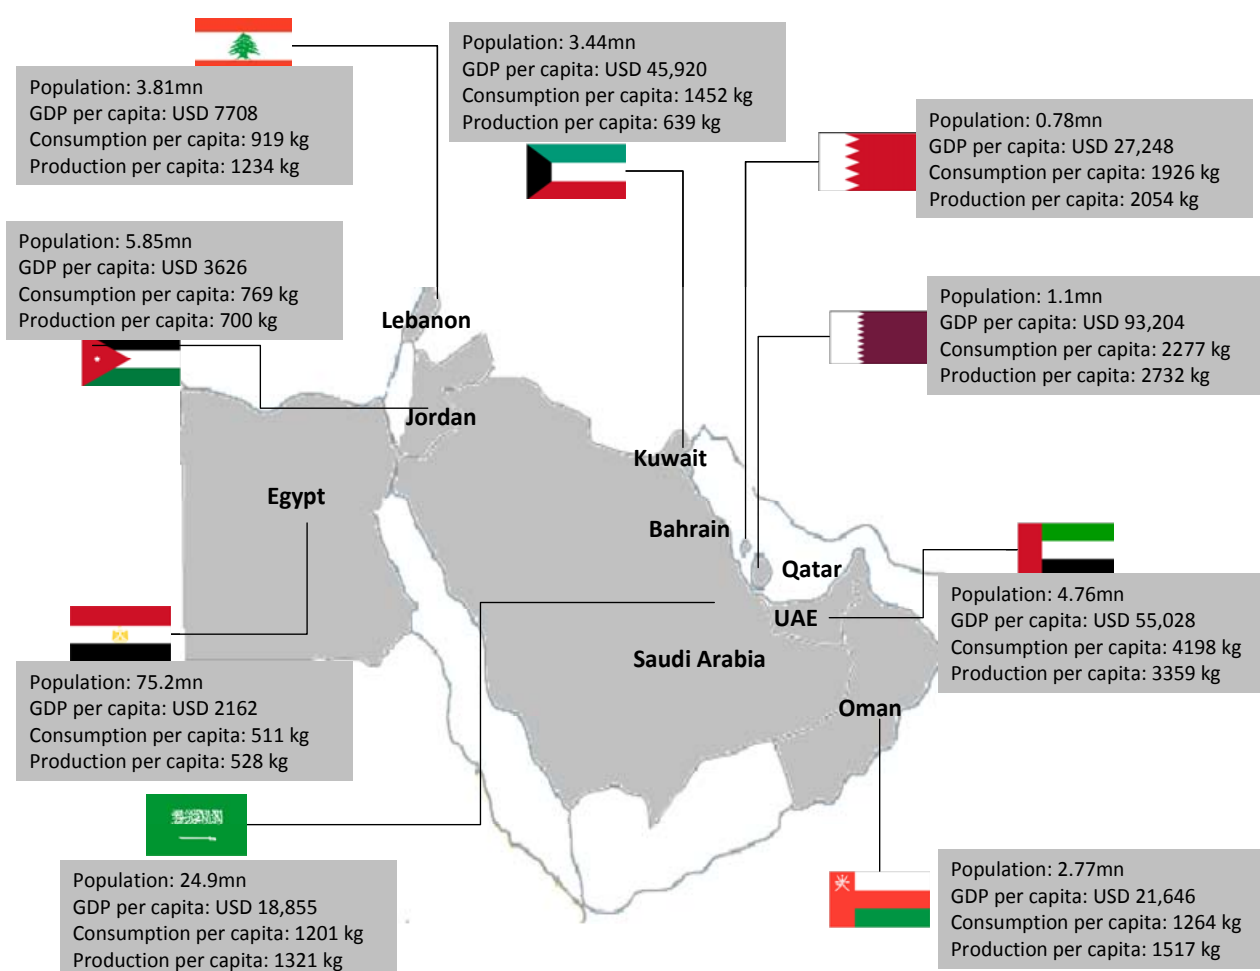 Population: 3.81mn
GDP per capita: USD 7708
Consumption per capita: 919 kg
Production per capita: 1234 kg
Population: 3.44mn
GDP per capita: USD 45,920
Consumption per capita: 1452 kg
Production per capita: 639 kg
Population: 0.78mn
GDP per capita: USD 27,248
Consumption per capita: 1926 kg
Production per capita: 2054 kg
Population: 5.85mn
GDP per capita: USD 3626
Consumption per capita: 769 kg
Production per capita: 700 kg
Population: 1.1mn
GDP per capita: USD 93,204
Consumption per capita: 2277 kg
Production per capita: 2732 kg
Lebanon
Jordan
Kuwait
Egypt
Bahrain
Qatar
UAE
Saudi Arabia
Oman
Population: 4.76mn
GDP per capita: USD 55,028
Consumption per capita: 4198 kg
Production per capita: 3359 kg
Population: 75.2mn
GDP per capita: USD 2162
Consumption per capita: 511 kg
Production per capita: 528 kg
Population: 24.9mn
GDP per capita: USD 18,855
Consumption per capita: 1201 kg
Production per capita: 1321 kg
Population: 2.77mn
GDP per capita: USD 21,646
Consumption per capita: 1264 kg
Production per capita: 1517 kg